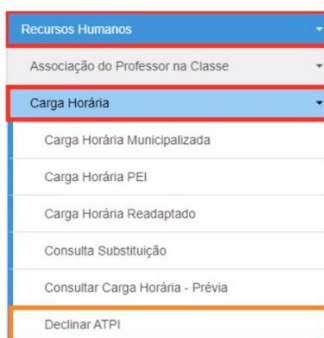 Recursos Humanos
Associação do Professor na Classe
Carga Horária
Carga Horária Municipalizada
Carga Horária PEI
Carga Horária Readaptado
Consulta Substituição
Consultar Carga Horária - Prévia
Declinar ATPI